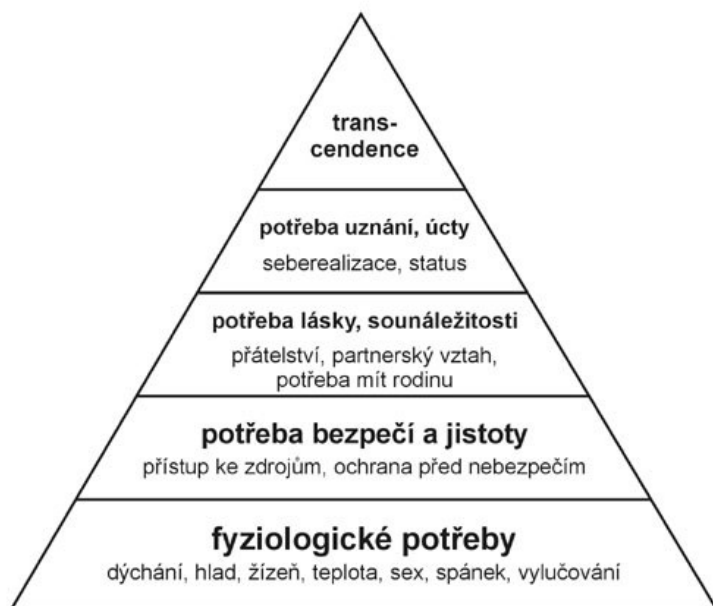 trans-
cendence
potřeba uznání, úcty
seberealizace, status
potřeba lásky, sounáležitosti
přátelství, partnerský vztah,
potřeba mít rodinu
potřeba bezpečí a jistoty
přístup ke zdrojům, ochrana před nebezpečím
fyziologické potřeby
dýchání, hlad, žízeň, teplota, sex, spánek, vylučování